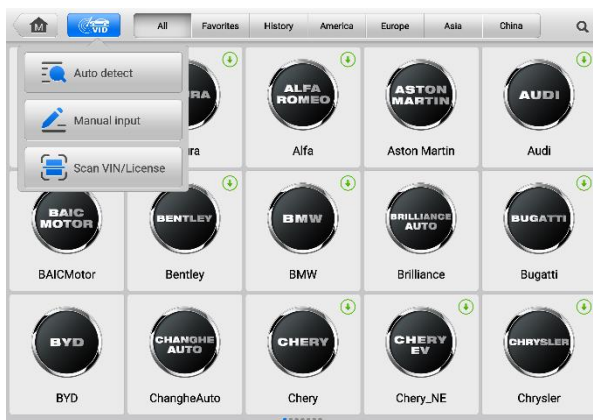 M
VID
All
Favorites
History
America
Europe
Asia
China
Auto detect
Manual input
Scan VIN/License
RA
ALFA
ROMEO
ASTON
MARTIN
AUDI
ra
Alfa
Aston Martin
Audi
BAIC
MOTOR
BENTLEY
BMW
BRILLIANCE
AUTO
BUGATTI
BAICMotor
Bentley
BMW
Brilliance
Bugatti
BYD
CHANGHE
AUTO
CHERY
CHERY
EV
CHRYSLER
BYD
ChangheAuto
Chery
Chery_NE
Chrysler